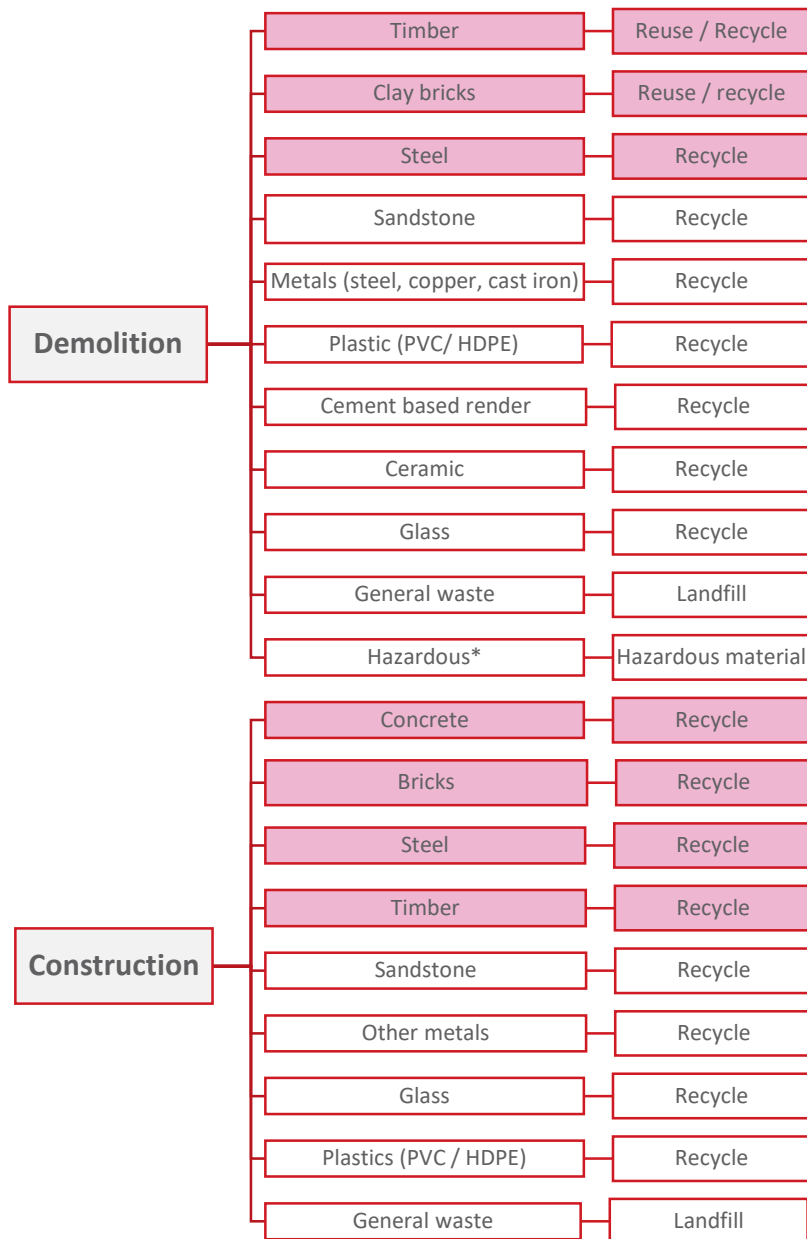 Timber
Reuse / Recycle
Clay bricks
Reuse / recycle
Steel
Recycle
Sandstone
Recycle
Metals (steel, copper, cast iron)
Recycle
Demolition
Plastic (PVC/ HDPE)
Recycle
Cement based render
Recycle
Ceramic
Recycle
Glass
Recycle
General waste
Landfill
Hazardous*
Hazardous material
Concrete
Recycle
Bricks
Recycle
Steel
Recycle
Timber
Recycle
Construction
Sandstone
Recycle
Other metals
Recycle
Glass
Recycle
Plastics (PVC / HDPE)
Recycle
General waste
Landfill